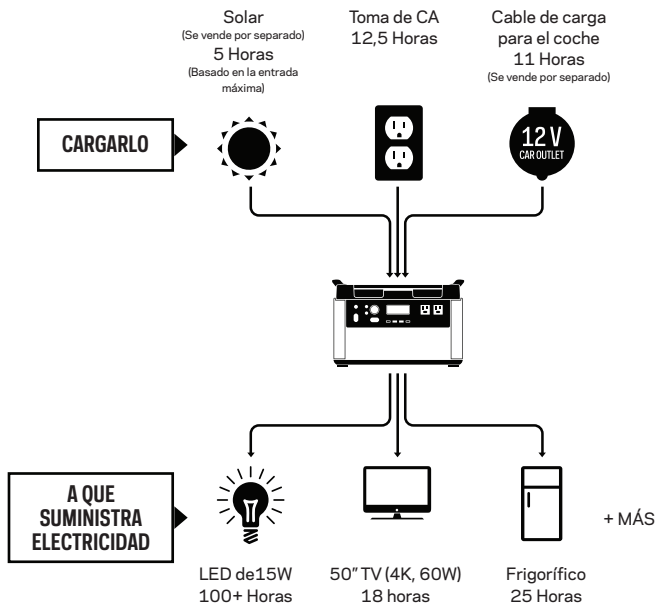 Solar
(Se vende por separado)
5 Horas
(Basado en la entrada
máxima)
Toma de CA
12,5 Horas
Cable de carga
para el coche
11 Horas
(Se vende por separado)
CARGARLO
12 V
CAR OUTLET
A QUE
SUMINISTRA
ELECTRICIDAD
LED de15W
100+ Horas
50” TV (4K, 60W)
18 horas
Frigorífico
25 Horas
+ MÁS